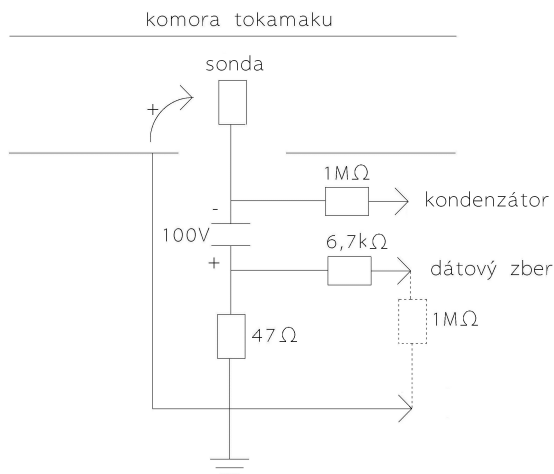 komora tokamaku
sonda
+
1MΩ
kondenzátor
-
100V
+
6,7kΩ
dátový zber
47Ω
1MΩ